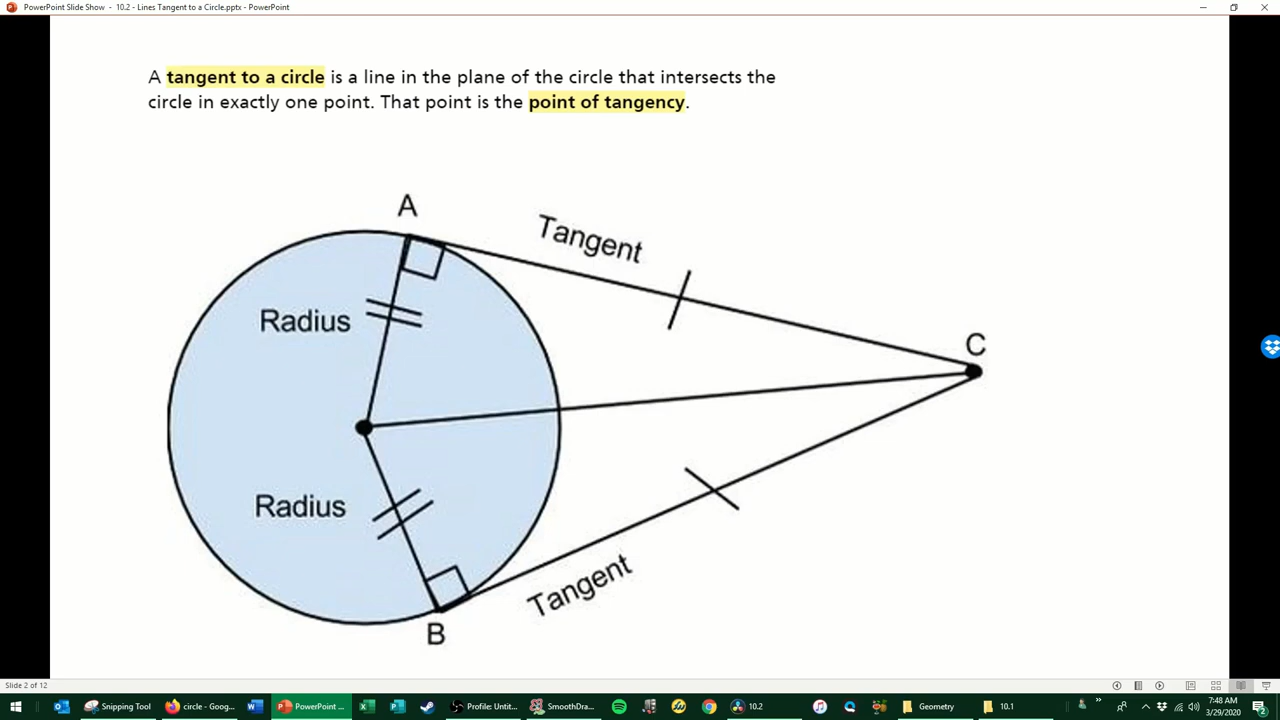 PowerPoint Slide Show - 10.2 - Lines Tangent to a Circle.pptx - PowerPoint
A tangent to a circle is a line in the plane of the circle that intersects the
circle in exactly one point. That point is the point of tangency.
A
Tangent
Radius
C
Radius
Tangent
B
Slide 2 of 12
Snipping Tool
circle - Goog...
PowerPoint ...
Profile: Untit...
SmoothDra...
10.2
Geometry
10.1
7:48 AM
3/29/2020
2